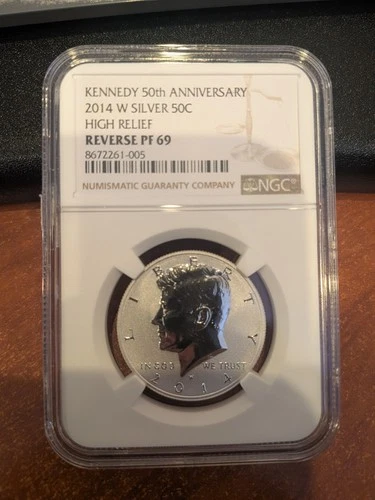 KENNEDY 50th ANNIVERSARY
2014 W SILVER 50C
HIGH RELIEF
REVERSE PF 69
8672261-005
NUMISMATIC GUARANTY COMPANY NGC
LIBERTY
IN GOD WE TRUST
2014